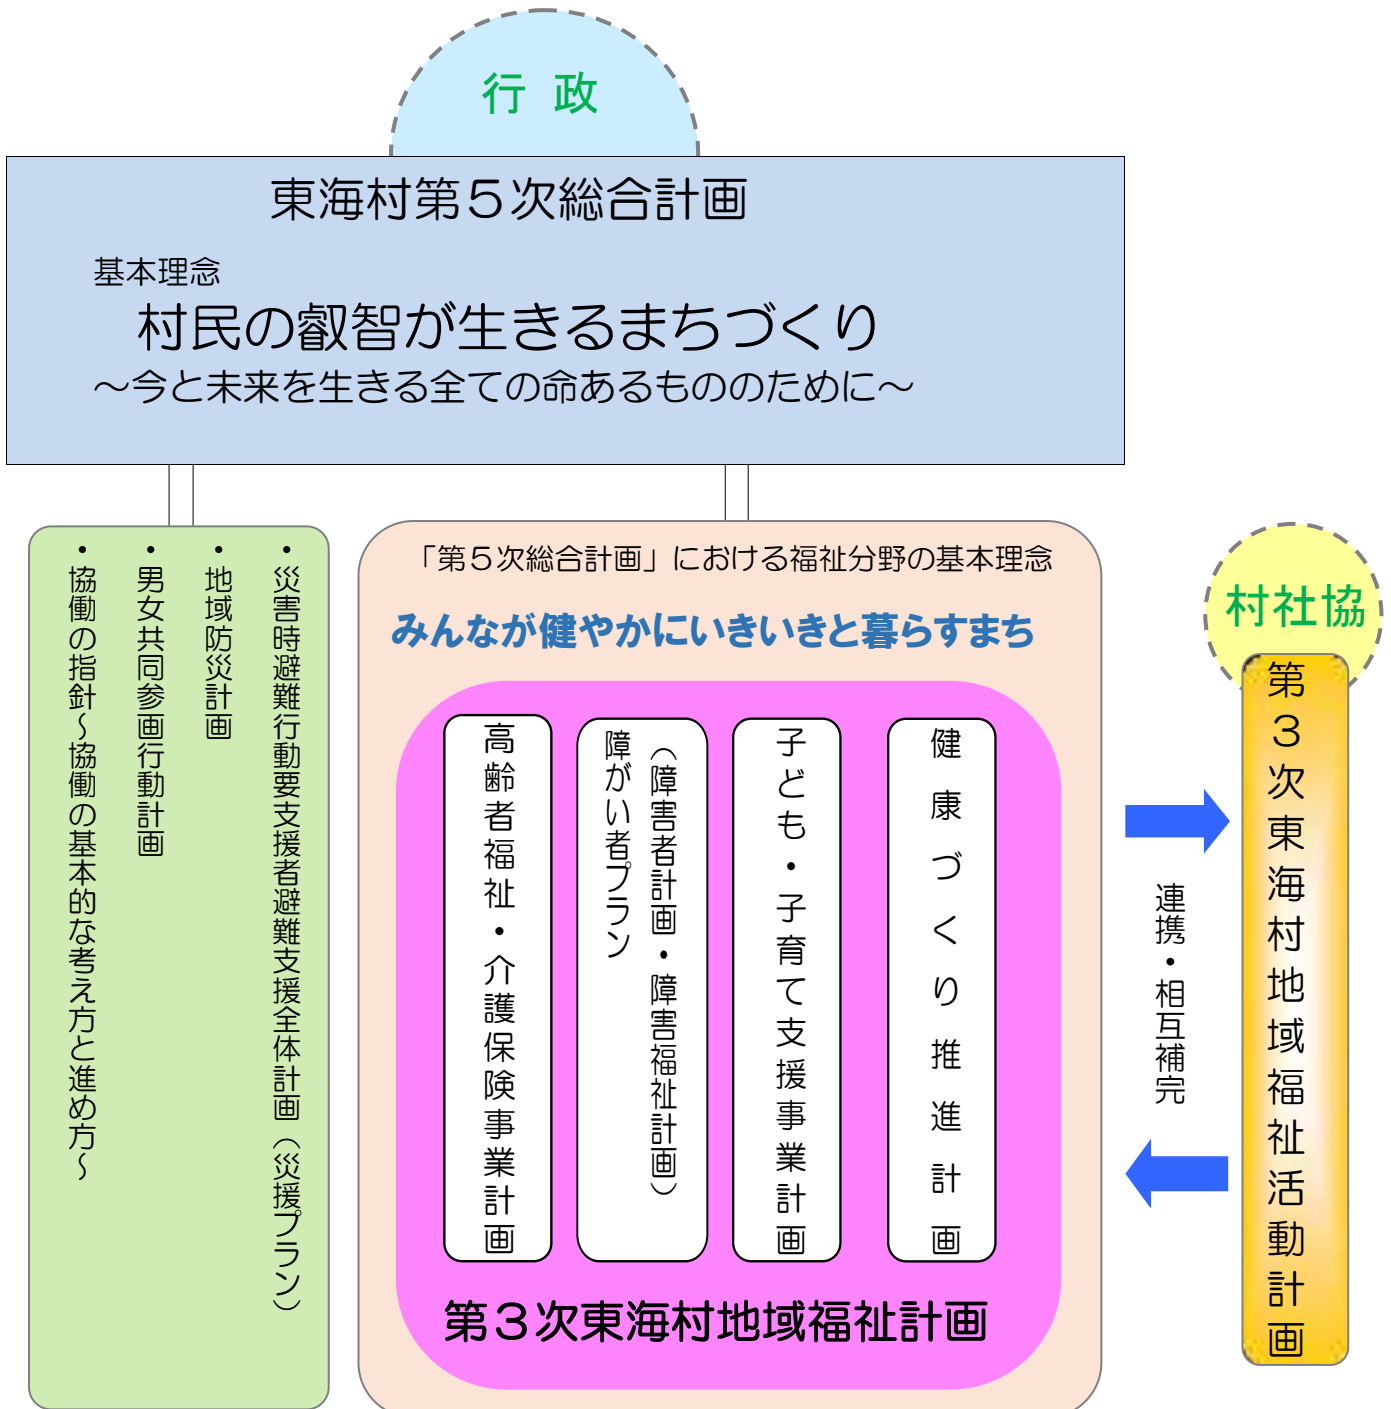 行 政
東海村第５次総合計画
基本理念
村民の叡智が生きるまちづくり
～今と未来を生きる全ての命あるもののために～
・災害時避難行動要支援者避難支援全体計画（災援プラン）
・地域防災計画
・男女共同参画行動計画
・協働の指針～協働の基本的な考え方と進め方～
「第５次総合計画」における福祉分野の基本理念
みんなが健やかにいきいきと暮らすまち
健康づくり推進計画
子ども・子育て支援事業計画
（障害者計画・障害福祉計画）
障がい者プラン
高齢者福祉・介護保険事業計画
第３次東海村地域福祉計画
連携・相互補完
村社協
第３次東海村地域福祉活動計画